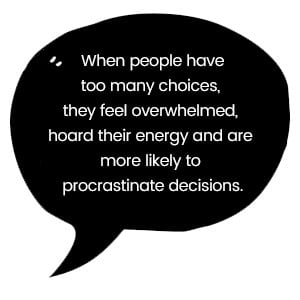 “ When people have
too many choices,
they feel overwhelmed,
hoard their energy and are
more likely to
procrastinate decisions.